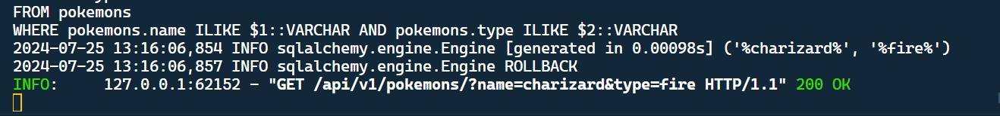 FROM pokemons
WHERE pokemons.name ILIKE $1::VARCHAR AND pokemons.type ILIKE $2::VARCHAR
2024-07-25 13:16:06,854 INFO sqlalchemy.engine.Engine [generated in 0.00098s] ('%charizard%', '%fire%')
2024-07-25 13:16:06,857 INFO sqlalchemy.engine.Engine ROLLBACK
INFO:     127.0.0.1:62152 - "GET /api/v1/pokemons/?name=charizard&type=fire HTTP/1.1" 200 OK